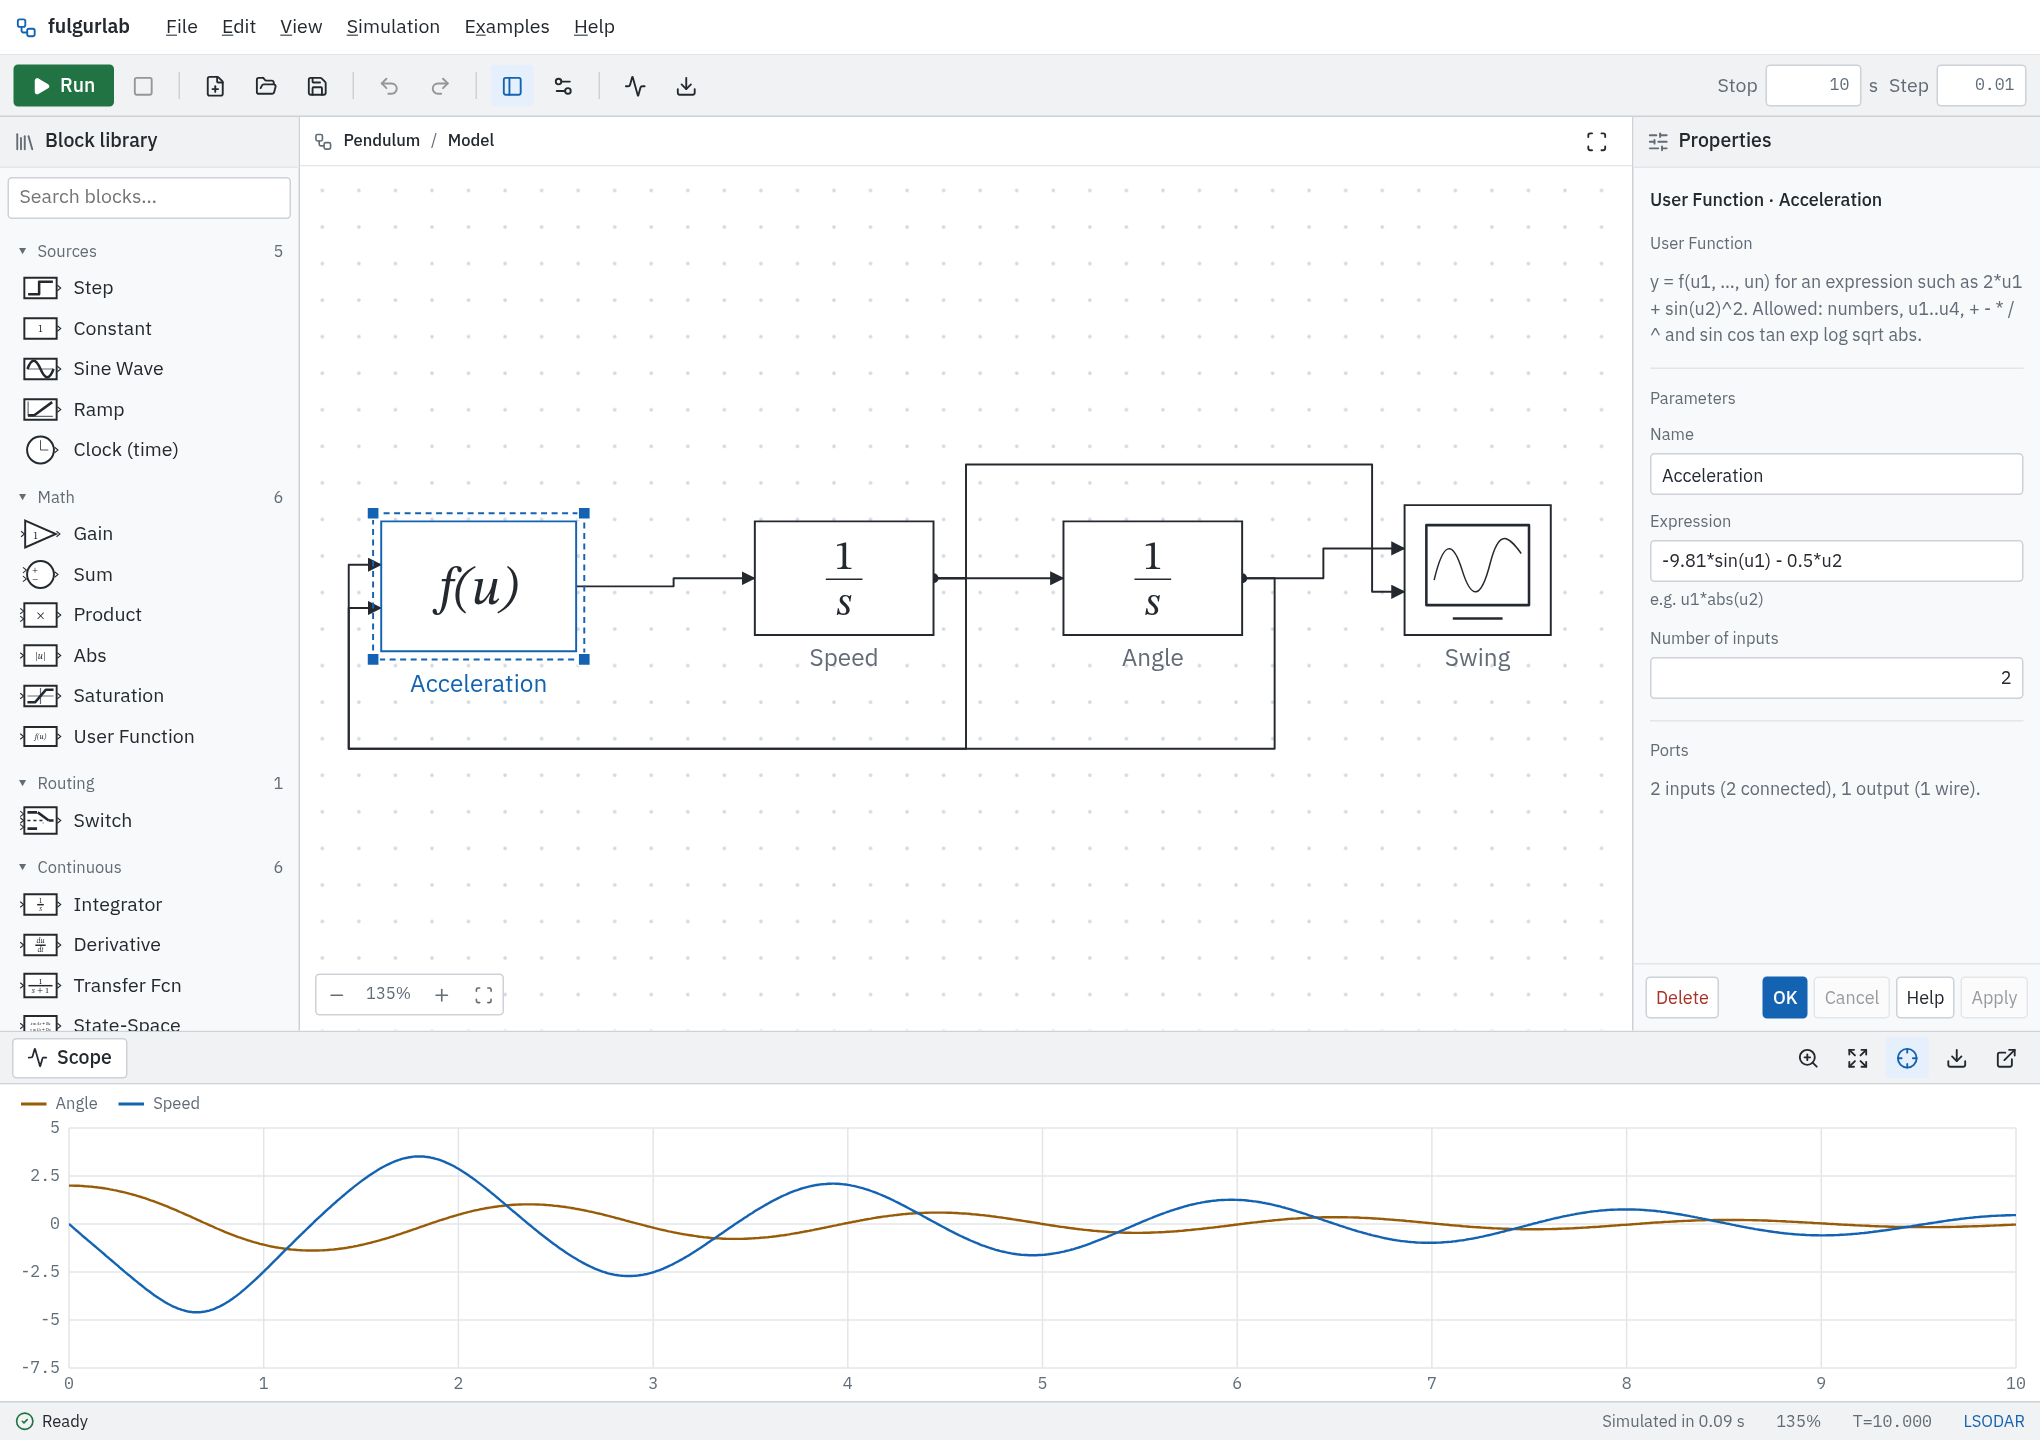 fulgurlab File Edit View Simulation Examples Help
Run Stop 10 s Step 0.01
Block library
Search blocks...
Sources 5
Step
1 Constant
Sine Wave
Ramp
Clock (time)
Math 6
1 Gain
+ − Sum
× Product
|u| Abs
Saturation
f(u) User Function
Routing 1
Switch
Continuous 6
1 s Integrator
du dt Derivative
1 s + 1 Transfer Fcn
State-Space
Pendulum / Model
f(u)
Acceleration
1
s
Speed
1
s
Angle
Swing
135%
Properties
User Function · Acceleration
User Function
y = f(u1, ..., un) for an expression such as 2*u1
+ sin(u2)^2. Allowed: numbers, u1..u4, + - * /
^ and sin cos tan exp log sqrt abs.
Parameters
Name
Acceleration
Expression
-9.81*sin(u1) - 0.5*u2
e.g. u1*abs(u2)
Number of inputs
2
Ports
2 inputs (2 connected), 1 output (1 wire).
Delete OK Cancel Help Apply
Scope
Angle Speed
5
2.5
0
-2.5
-5
-7.5
0 1 2 3 4 5 6 7 8 9 10
Ready Simulated in 0.09 s 135% T=10.000 LSODAR